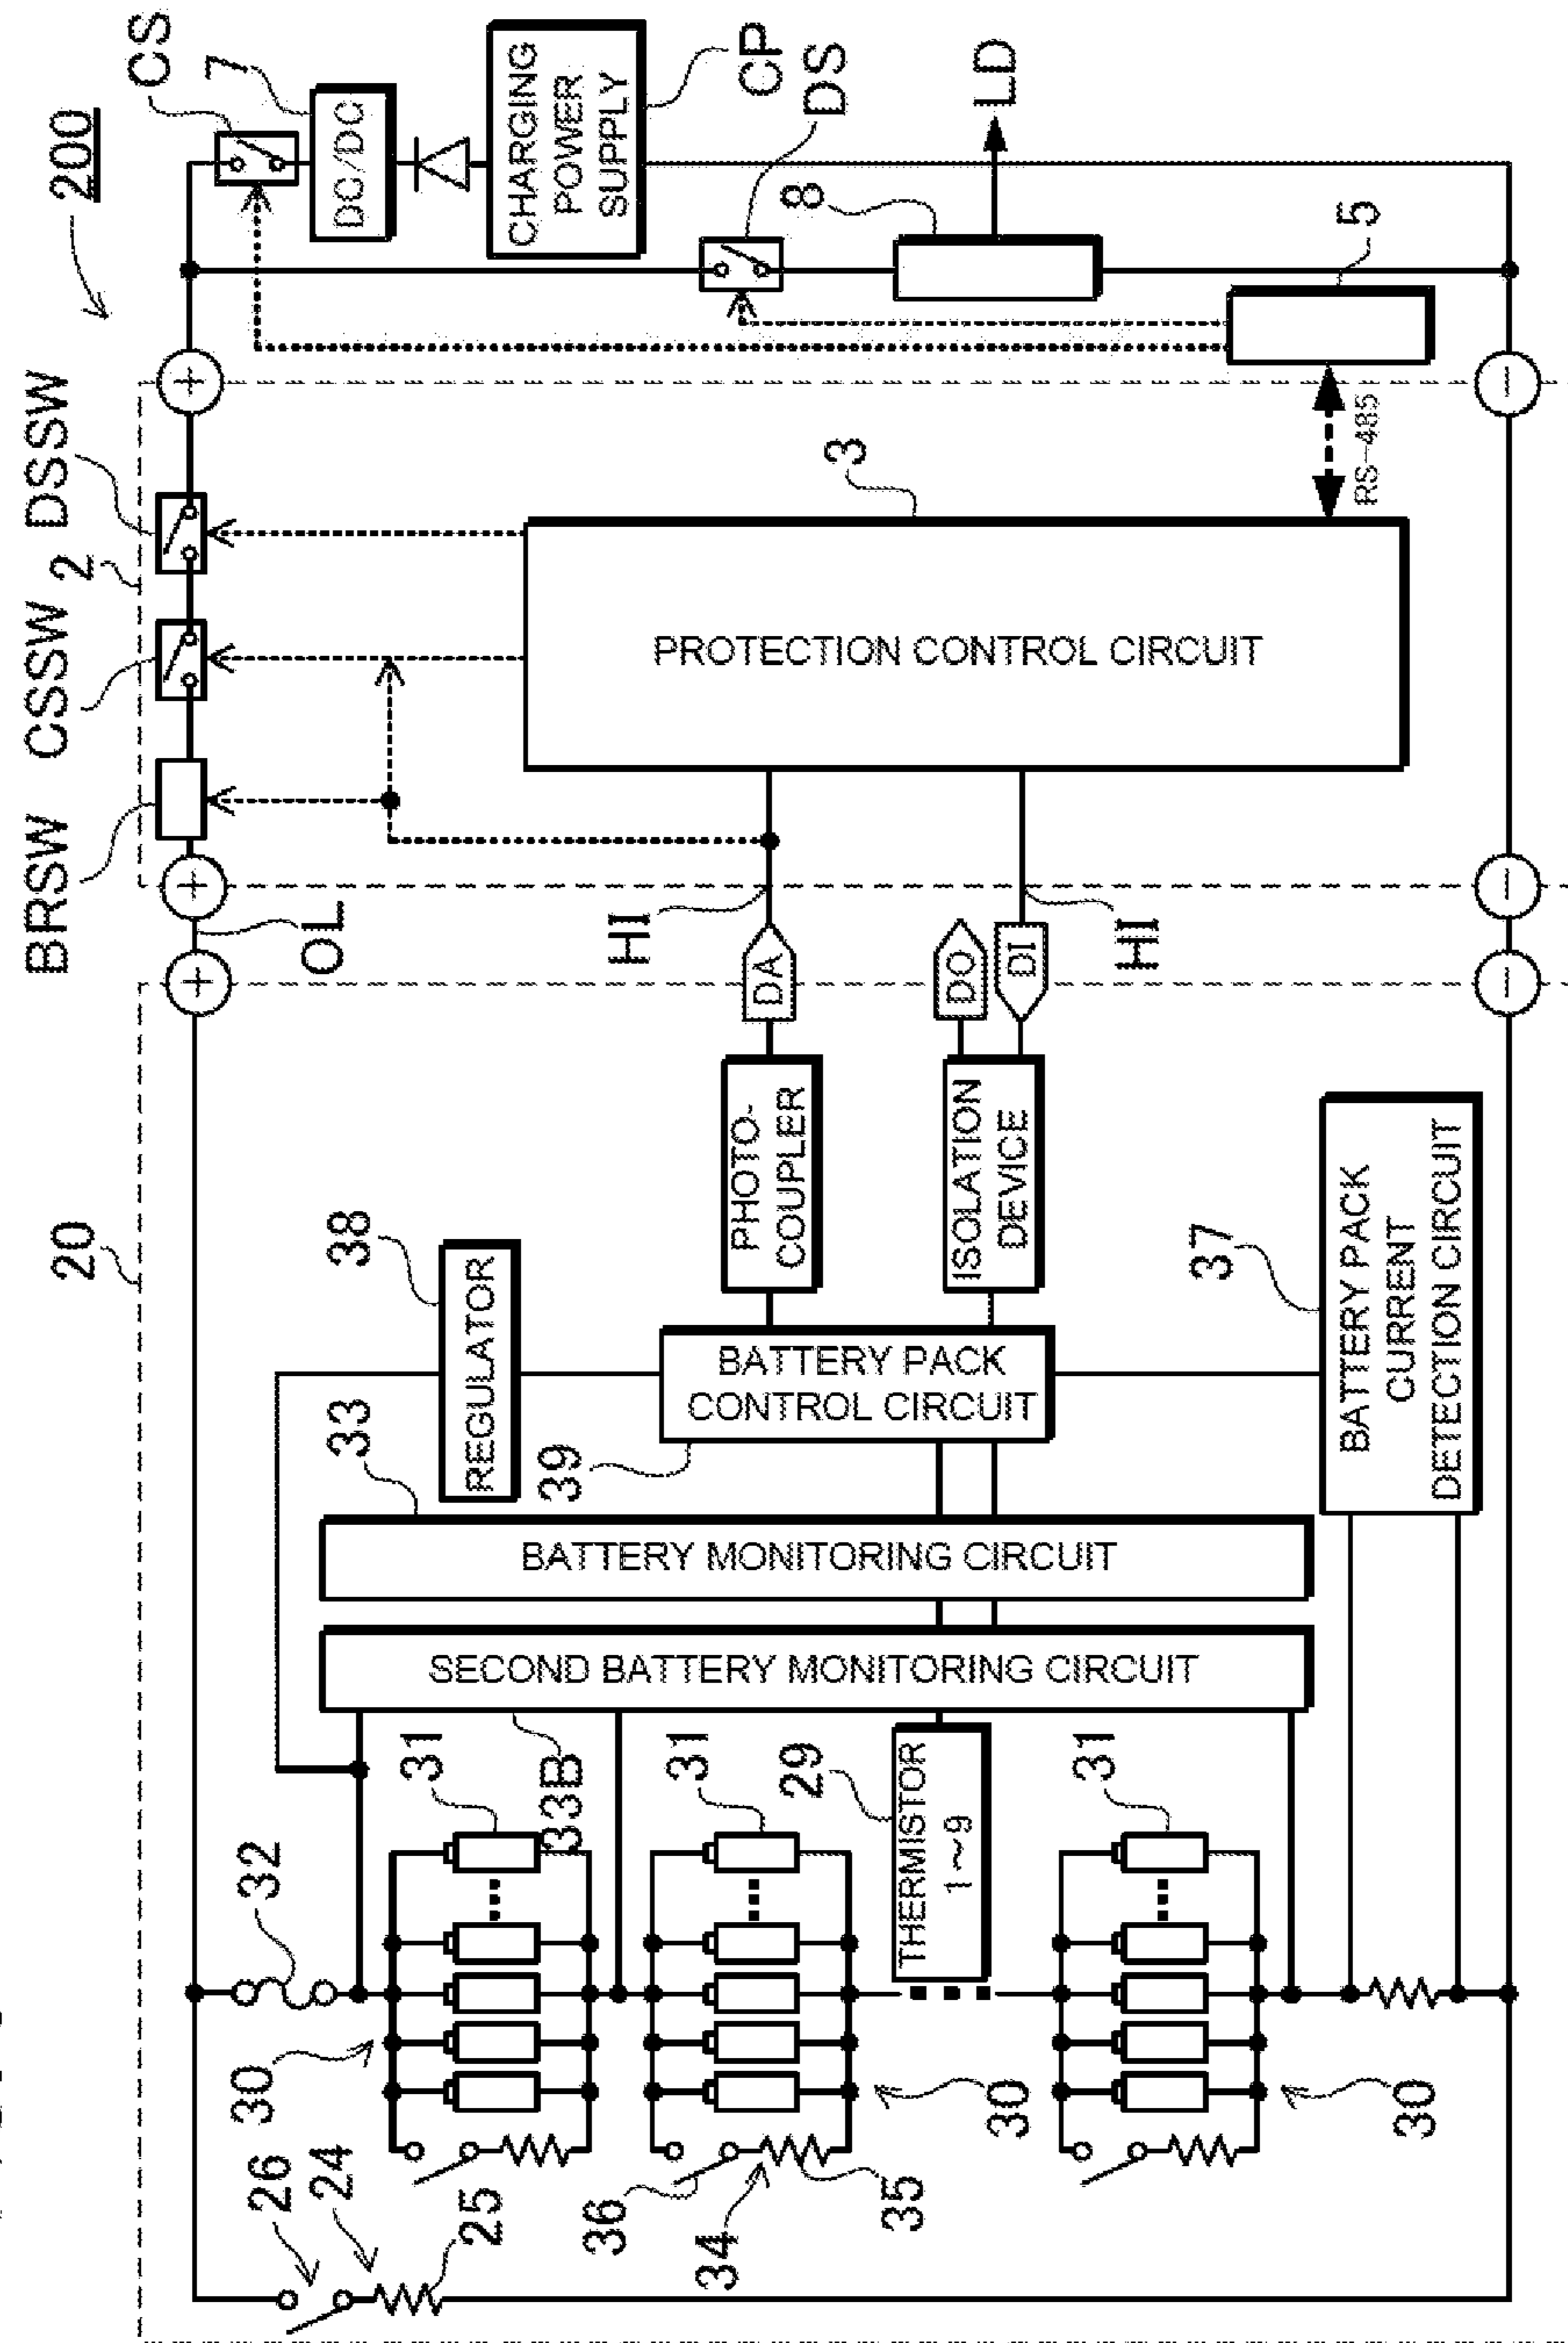 200
CS
7
DC/DC
CHARGING
POWER
SUPPLY
CP
DS
8
LD
5
BRSW
CSSW
2
DSSW
+
+
+
OL
3
PROTECTION CONTROL CIRCUIT
RS-485
HI
HI
DA
DO
DI
−
−
−
20
PHOTO-
COUPLER
ISOLATION
DEVICE
38
REGULATOR
BATTERY PACK
CONTROL CIRCUIT
39
37
BATTERY PACK
CURRENT
DETECTION CIRCUIT
33
BATTERY MONITORING CIRCUIT
SECOND BATTERY MONITORING CIRCUIT
33B
31
31
31
29
THERMISTOR
1~9
32
30
30
30
26
24
25
36
34
35